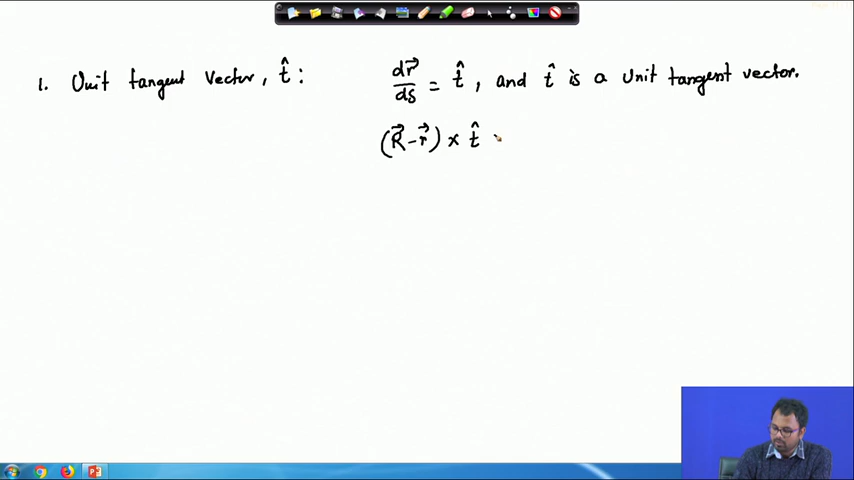 1. Unit tangent vector, t̂ : dr⃗/ds = t̂ , and t̂ is a unit tangent vector.
(R⃗ - r⃗) × t̂